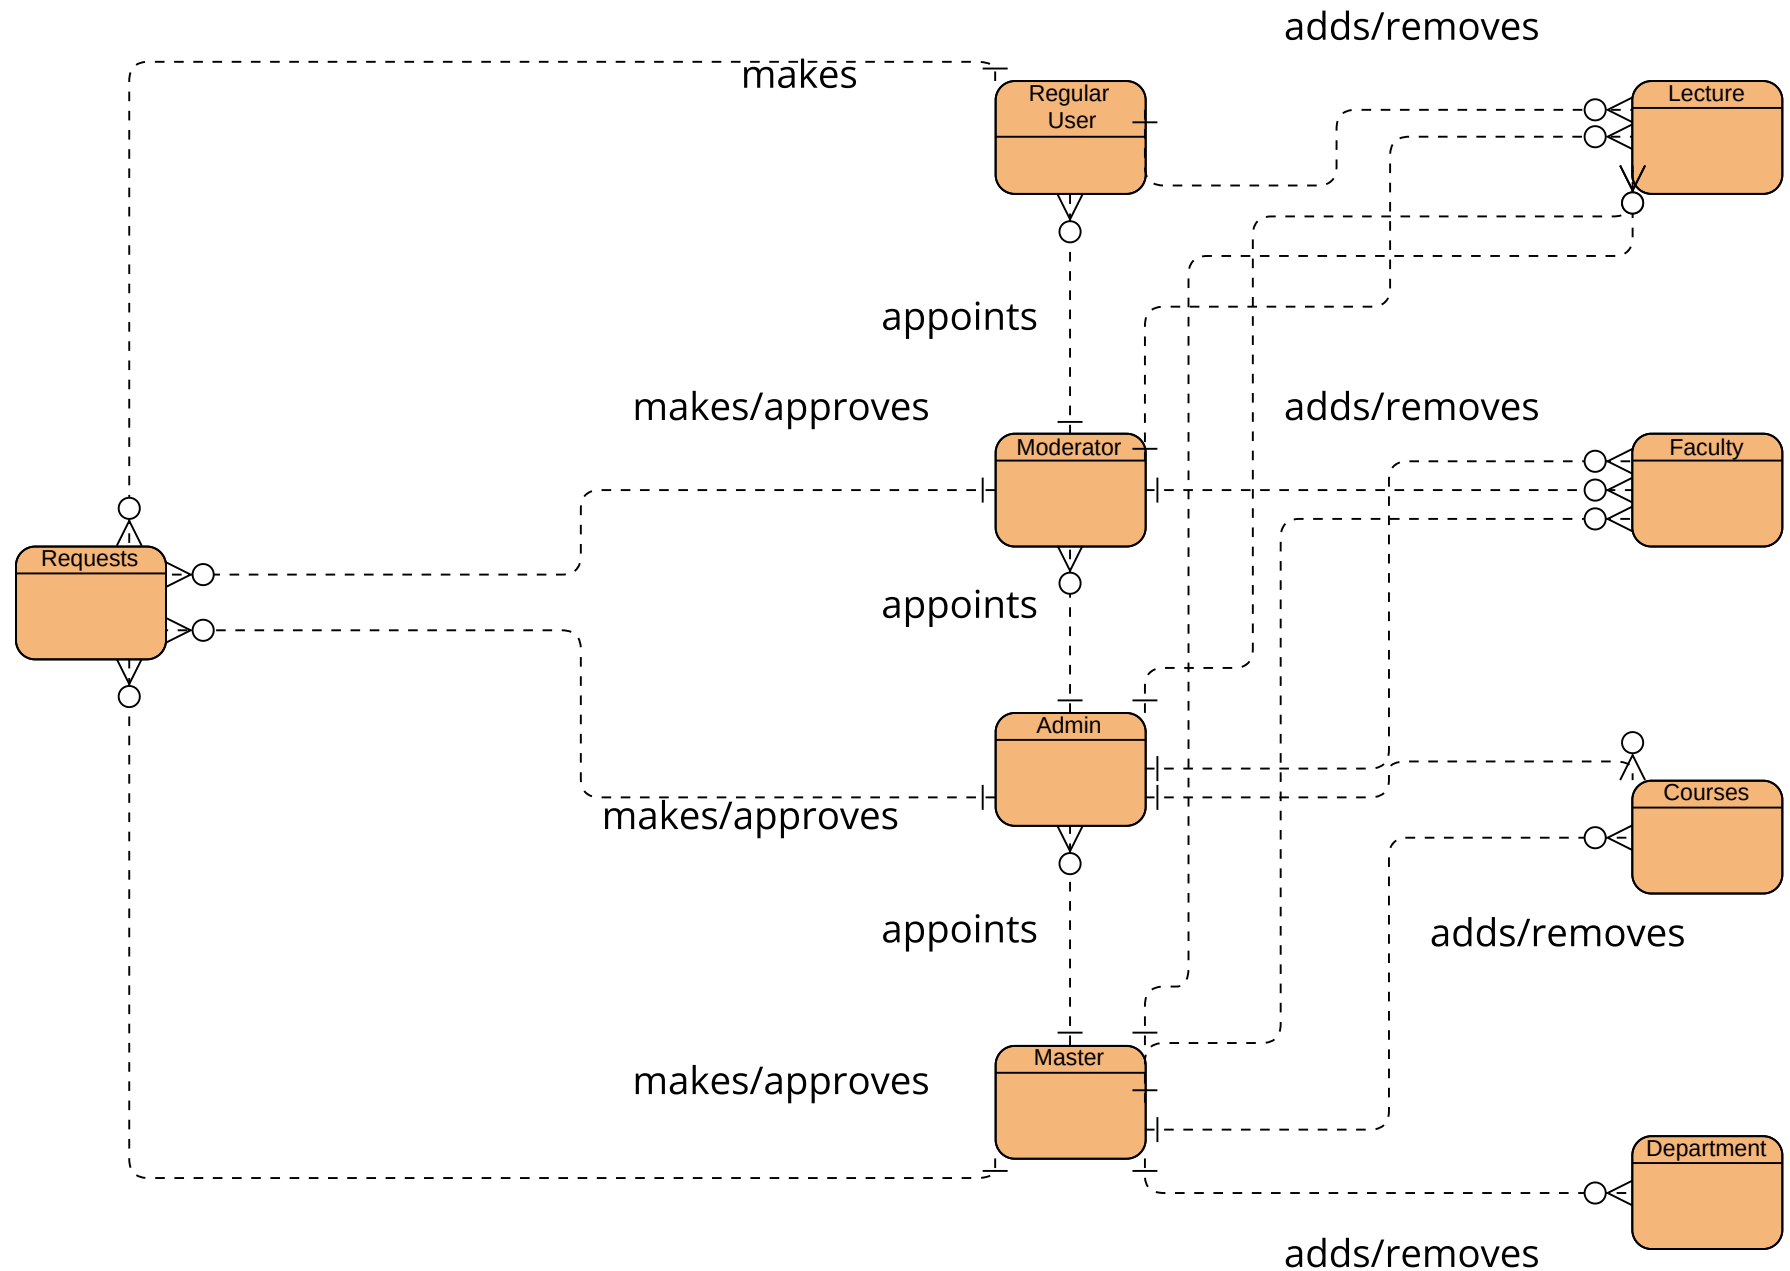 adds/removes
makes
Regular
User
Lecture
appoints
makes/approves
adds/removes
Moderator
Faculty
Requests
appoints
Admin
Courses
makes/approves
appoints
adds/removes
Master
makes/approves
Department
adds/removes